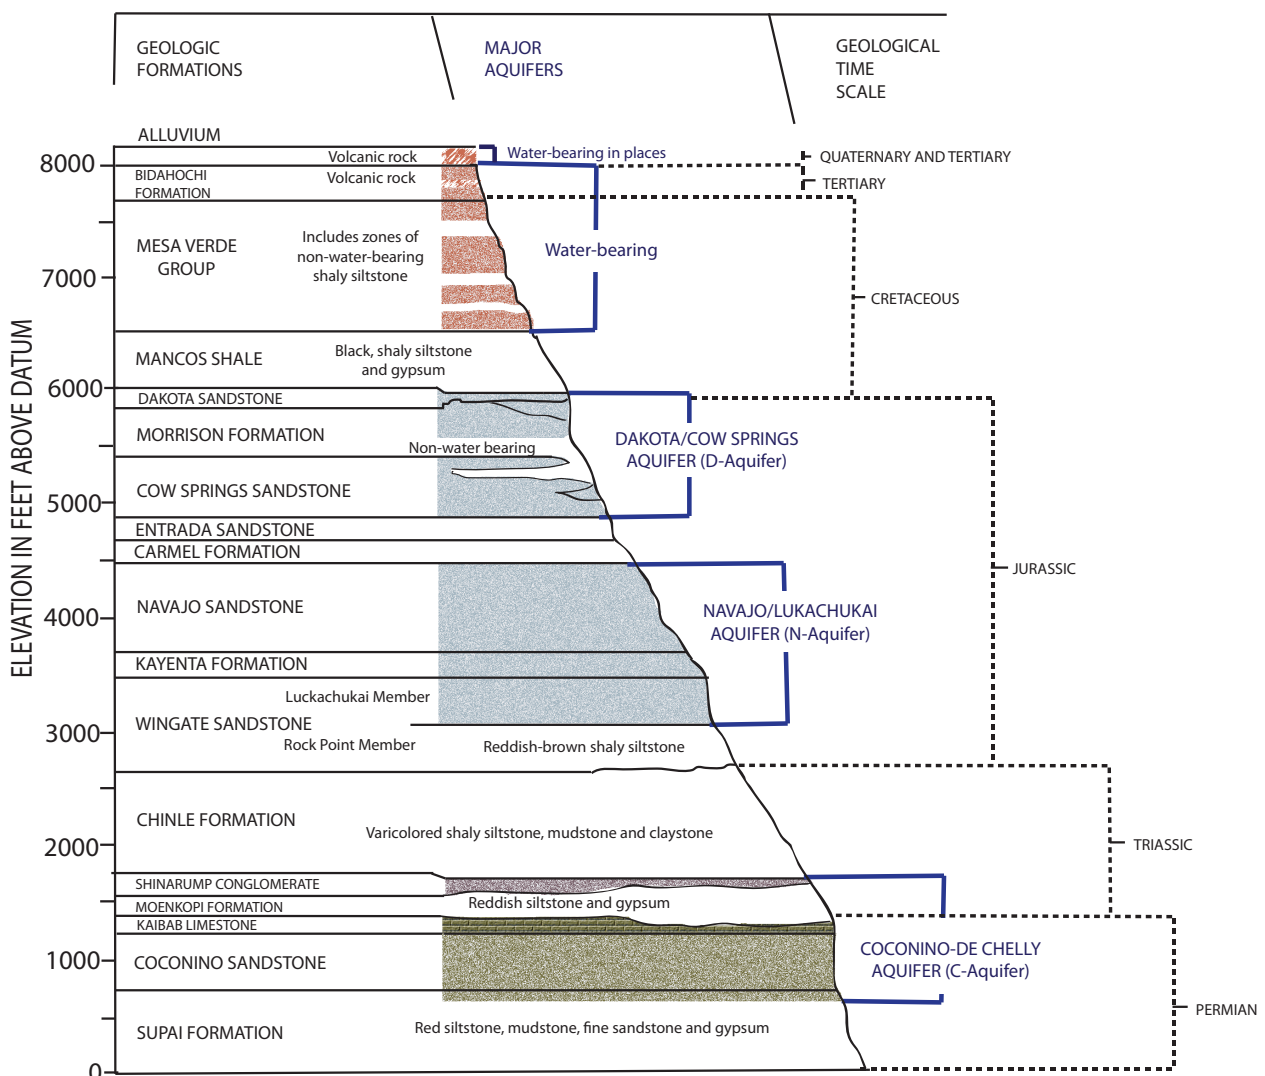 GEOLOGIC
FORMATIONS
MAJOR
AQUIFERS
GEOLOGICAL
TIME
SCALE
ELEVATION IN FEET ABOVE DATUM
ALLUVIUM
8000
Volcanic rock
Water-bearing in places
QUATERNARY AND TERTIARY
BIDAHOCHI
FORMATION
Volcanic rock
TERTIARY
MESA VERDE
GROUP
Includes zones of
non-water-bearing
shaly siltstone
Water-bearing
7000
CRETACEOUS
MANCOS SHALE
Black, shaly siltstone
and gypsum
6000
DAKOTA SANDSTONE
MORRISON FORMATION
Non-water bearing
DAKOTA/COW SPRINGS
AQUIFER (D-Aquifer)
COW SPRINGS SANDSTONE
5000
ENTRADA SANDSTONE
CARMEL FORMATION
JURASSIC
NAVAJO SANDSTONE
NAVAJO/LUKACHUKAI
AQUIFER (N-Aquifer)
4000
KAYENTA FORMATION
Luckachukai Member
WINGATE SANDSTONE
3000
Rock Point Member
Reddish-brown shaly siltstone
CHINLE FORMATION
Varicolored shaly siltstone, mudstone and claystone
2000
TRIASSIC
SHINARUMP CONGLOMERATE
MOENKOPI FORMATION
Reddish siltstone and gypsum
KAIBAB LIMESTONE
COCONINO SANDSTONE
1000
COCONINO-DE CHELLY
AQUIFER (C-Aquifer)
PERMIAN
SUPAI FORMATION
Red siltstone, mudstone, fine sandstone and gypsum
0